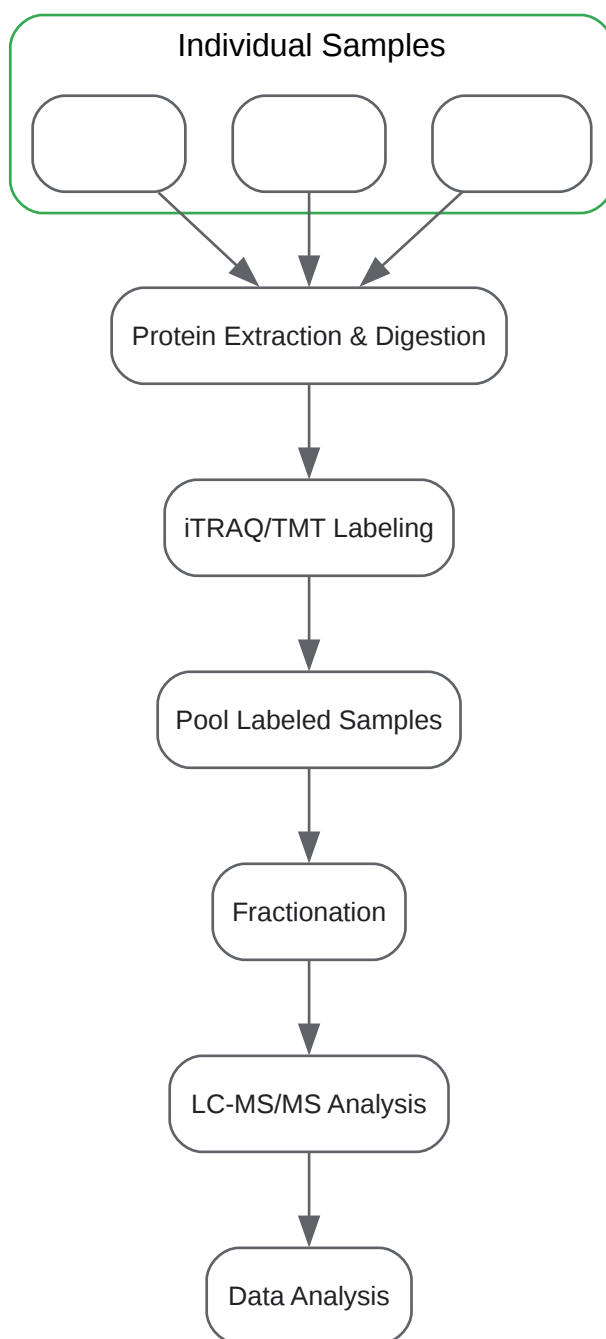 Individual Samples
Protein Extraction & Digestion
iTRAQ/TMT Labeling
Pool Labeled Samples
Fractionation
LC-MS/MS Analysis
Data Analysis